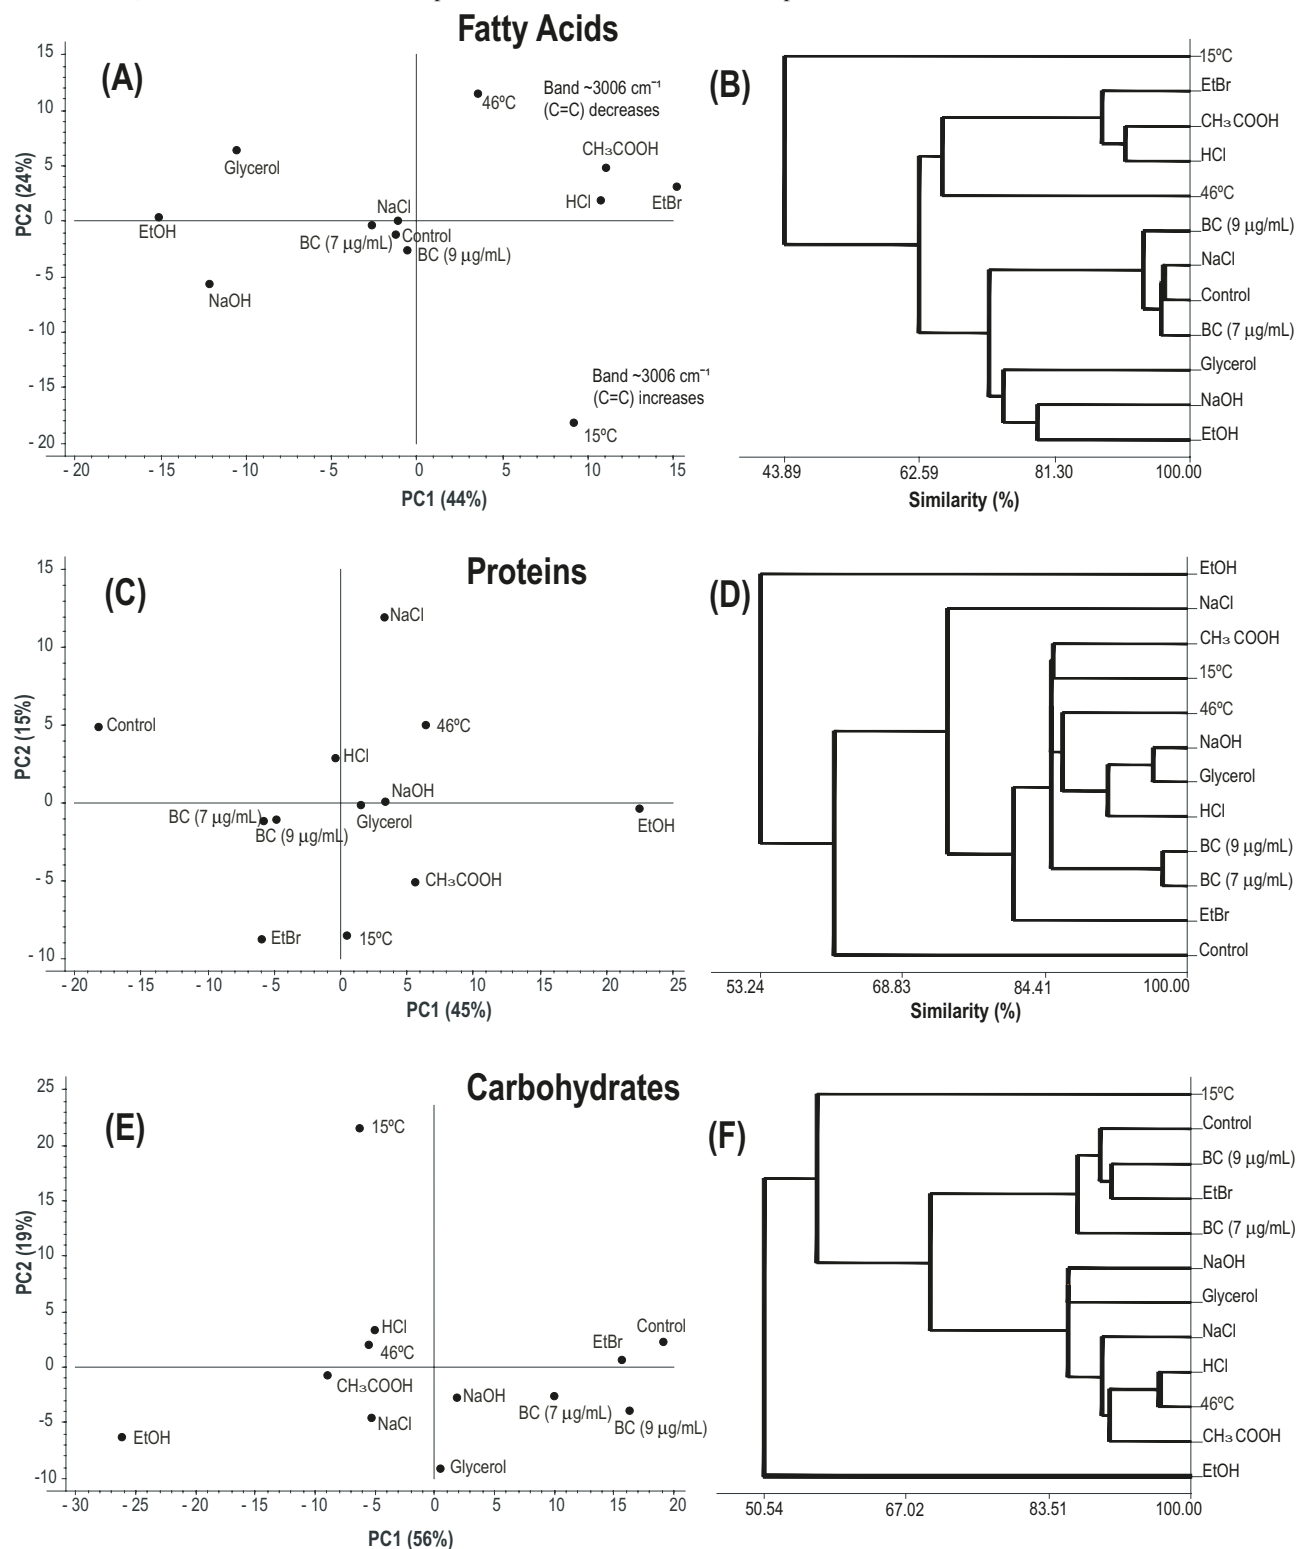 Fatty Acids
(A)
15
10
5
0
- 5
- 10
- 15
- 20
PC2 (24%)
46ºC
Band ~3006 cm⁻¹
(C=C) decreases
CH₃COOH
Glycerol
HCl
EtBr
NaCl
EtOH
BC (7 µg/mL)
Control
BC (9 µg/mL)
NaOH
Band ~3006 cm⁻¹
(C=C) increases
15ºC
- 20 - 15 - 10 - 5 0 5 10 15
PC1 (44%)
(B)
15ºC
EtBr
CH₃COOH
HCl
46ºC
BC (9 µg/mL)
NaCl
Control
BC (7 µg/mL)
Glycerol
NaOH
EtOH
43.89 62.59 81.30 100.00
Similarity (%)
Proteins
(C)
15
10
5
0
- 5
- 10
PC2 (15%)
NaCl
Control
46ºC
HCl
NaOH
BC (7 µg/mL)
Glycerol
BC (9 µg/mL)
EtOH
CH₃COOH
EtBr
15ºC
- 20 - 15 - 10 - 5 0 5 10 15 20 25
PC1 (45%)
(D)
EtOH
NaCl
CH₃COOH
15ºC
46ºC
NaOH
Glycerol
HCl
BC (9 µg/mL)
BC (7 µg/mL)
EtBr
Control
53.24 68.83 84.41 100.00
Similarity (%)
Carbohydrates
(E)
25
20
15
10
5
0
-5
-10
PC2 (19%)
15ºC
HCl
Control
EtBr
46ºC
CH₃COOH
NaOH
BC (7 µg/mL)
NaCl
BC (9 µg/mL)
EtOH
Glycerol
- 30 - 25 - 20 - 15 - 10 - 5 0 5 10 15 20
PC1 (56%)
(F)
15ºC
Control
BC (9 µg/mL)
EtBr
BC (7 µg/mL)
NaOH
Glycerol
NaCl
HCl
46ºC
CH₃COOH
EtOH
50.54 67.02 83.51 100.00